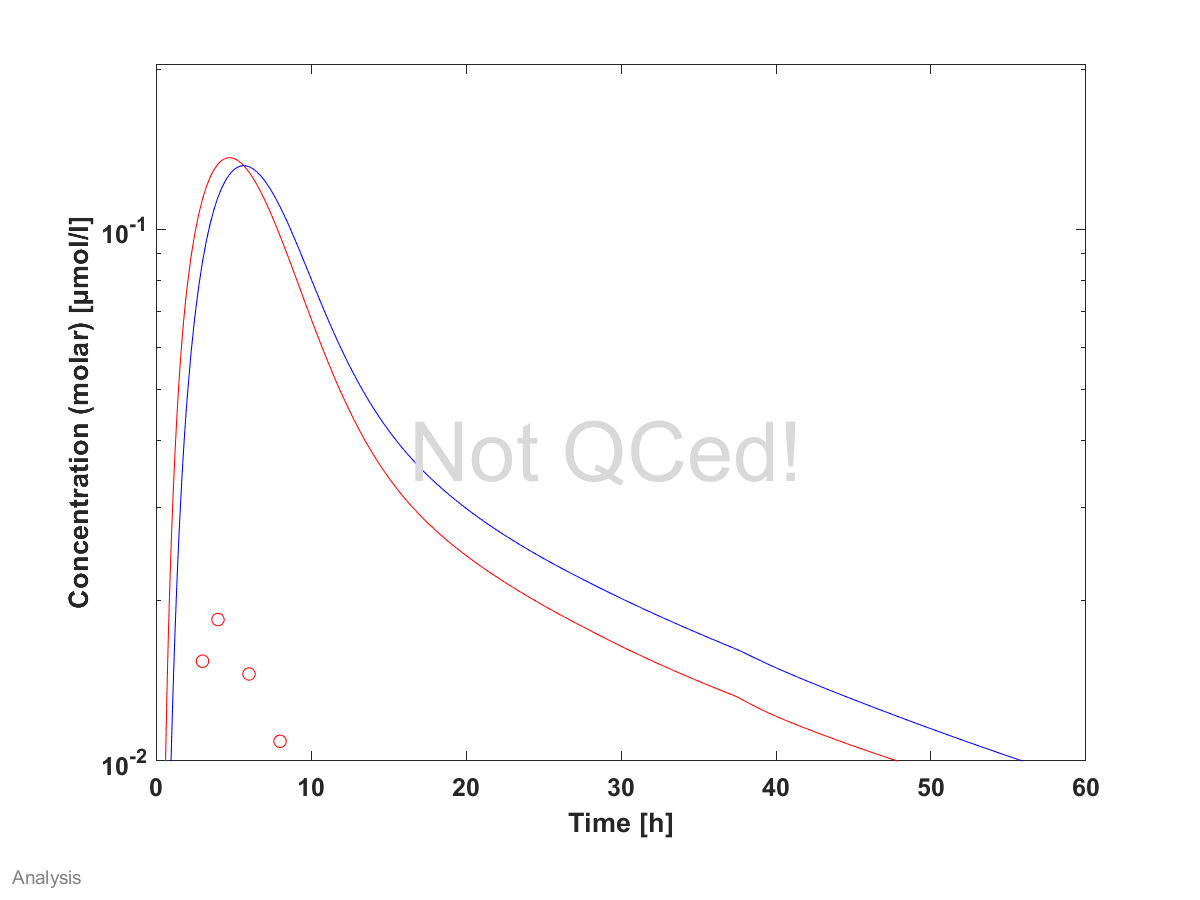 Concentration (molar) [µmol/l]
10-1
10-2
Not QCed!
0 10 20 30 40 50 60
Time [h]
Analysis